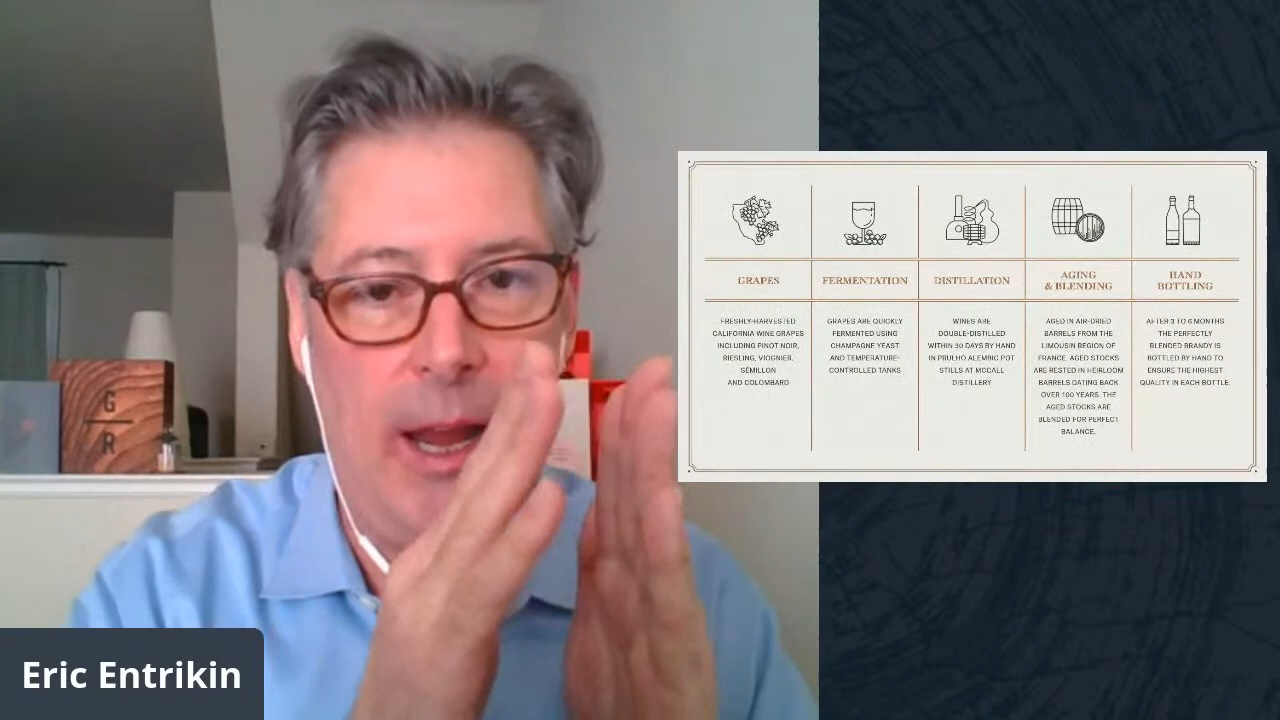 G
R
Eric Entrikin
GRAPES
FRESHLY-HARVESTED
CALIFORNIA WINE GRAPES
INCLUDING PINOT NOIR,
RIESLING, VIOGNIER,
SÉMILLON
AND COLOMBARD
FERMENTATION
GRAPES ARE QUICKLY
FERMENTED USING
CHAMPAGNE YEAST
AND TEMPERATURE-
CONTROLLED TANKS
DISTILLATION
WINES ARE
DOUBLE-DISTILLED
WITHIN 30 DAYS BY HAND
IN PRULHO ALEMBIC POT
STILLS AT MCCALL
DISTILLERY
AGING
& BLENDING
AGED IN AIR-DRIED
BARRELS FROM THE
LIMOUSIN REGION OF
FRANCE. AGED STOCKS
ARE RESTED IN HEIRLOOM
BARRELS DATING BACK
OVER 100 YEARS. THE
AGED STOCKS ARE
BLENDED FOR PERFECT
BALANCE.
HAND
BOTTLING
AFTER 3 TO 6 MONTHS
THE PERFECTLY
BLENDED BRANDY IS
BOTTLED BY HAND TO
ENSURE THE HIGHEST
QUALITY IN EACH BOTTLE.